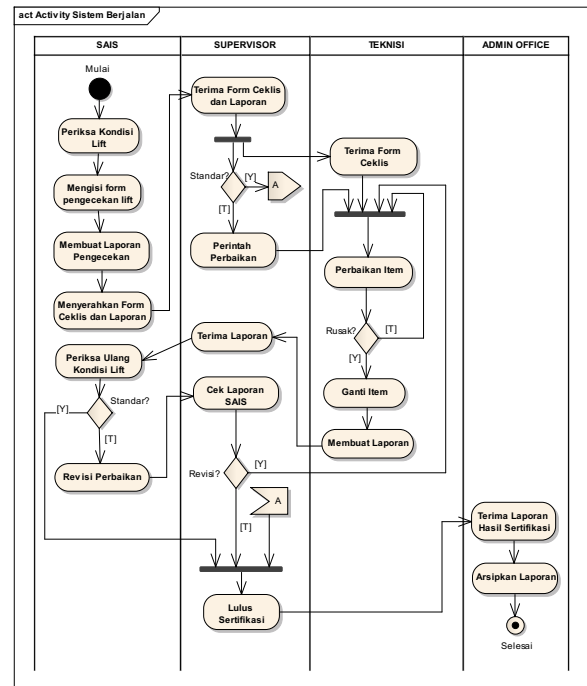 act Activity Sistem Berjalan
SAIS
SUPERVISOR
TEKNISI
ADMIN OFFICE
Mulai
Periksa Kondisi
Lift
Mengisi form
pengecekan lift
Membuat Laporan
Pengecekan
Menyerahkan Form
Ceklis dan Laporan
Terima Form Ceklis
dan Laporan
Standar?
[Y]
A
[T]
Perintah
Perbaikan
Terima Form
Ceklis
Perbaikan Item
Rusak?
[T]
[Y]
Ganti Item
Membuat Laporan
Terima Laporan
Periksa Ulang
Kondisi Lift
Standar?
[Y]
[T]
Revisi Perbaikan
Cek Laporan
SAIS
Revisi?
[Y]
A
[T]
Lulus
Sertifikasi
Terima Laporan
Hasil Sertifikasi
Arsipkan Laporan
Selesai